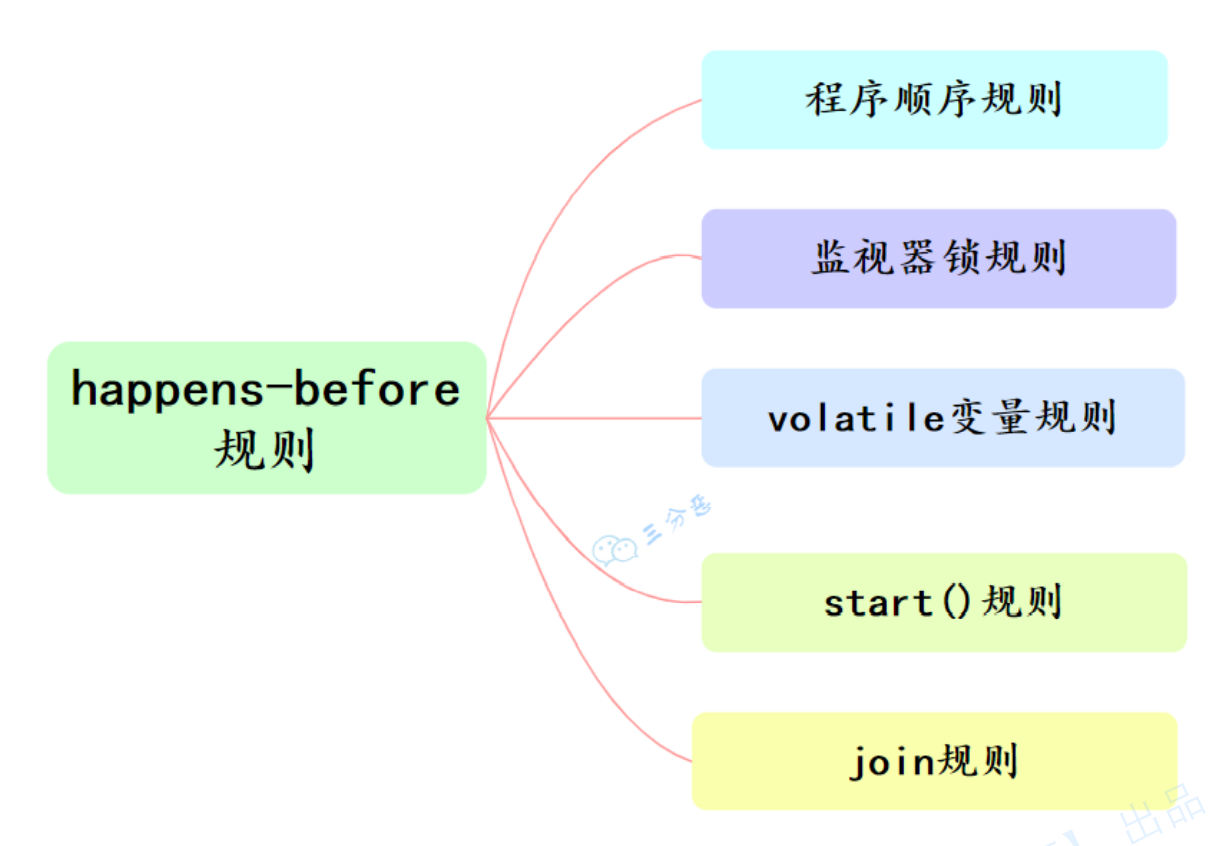 程序顺序规则
监视器锁规则
happens-before
规则
volatile变量规则
三分恶
start()规则
join规则
出品